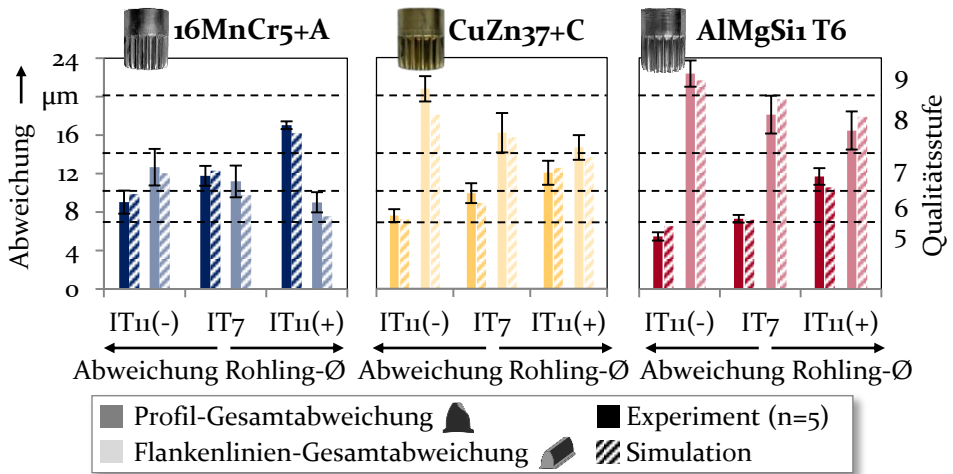 16MnCr5+A
CuZn37+C
AlMgSi1 T6
Abweichung
24
µm
16
12
8
4
0
9
8
7
6
5
Qualitätsstufe
IT11(-) IT7 IT11(+)
IT11(-) IT7 IT11(+)
IT11(-) IT7 IT11(+)
Abweichung Rohling-Ø
Abweichung Rohling-Ø
Abweichung Rohling-Ø
Profil-Gesamtabweichung
Experiment (n=5)
Flankenlinien-Gesamtabweichung
Simulation